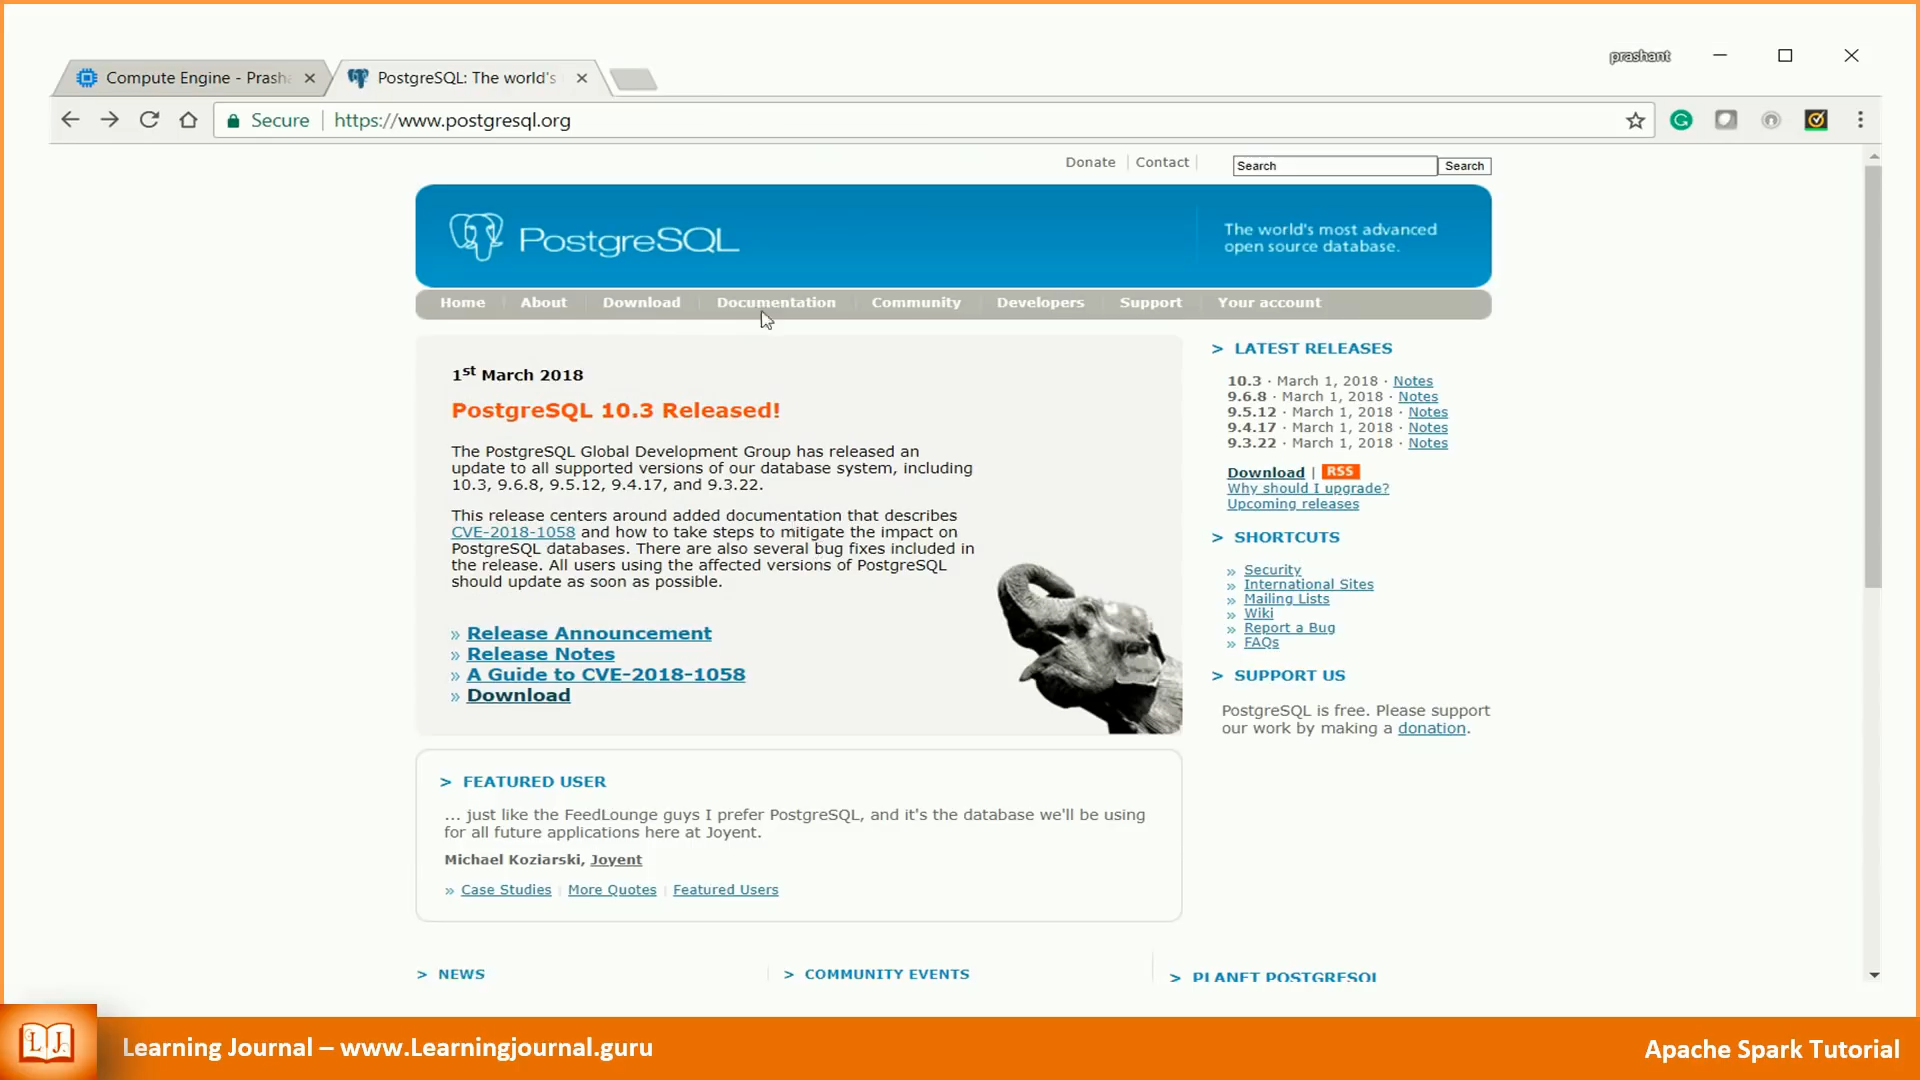 prashant
Compute Engine - Prasha
PostgreSQL: The world's
Secure
https://www.postgresql.org
Donate
Contact
Search
Search
PostgreSQL
The world's most advanced
open source database.
Home
About
Download
Documentation
Community
Developers
Support
Your account
1st March 2018
PostgreSQL 10.3 Released!
The PostgreSQL Global Development Group has released an
update to all supported versions of our database system, including
10.3, 9.6.8, 9.5.12, 9.4.17, and 9.3.22.
This release centers around added documentation that describes
CVE-2018-1058 and how to take steps to mitigate the impact on
PostgreSQL databases. There are also several bug fixes included in
the release. All users using the affected versions of PostgreSQL
should update as soon as possible.
» Release Announcement
» Release Notes
» A Guide to CVE-2018-1058
» Download
> LATEST RELEASES
10.3 · March 1, 2018 · Notes
9.6.8 · March 1, 2018 · Notes
9.5.12 · March 1, 2018 · Notes
9.4.17 · March 1, 2018 · Notes
9.3.22 · March 1, 2018 · Notes
Download | RSS
Why should I upgrade?
Upcoming releases
> SHORTCUTS
» Security
» International Sites
» Mailing Lists
» Wiki
» Report a Bug
» FAQs
> SUPPORT US
PostgreSQL is free. Please support
our work by making a donation.
> FEATURED USER
... just like the FeedLounge guys I prefer PostgreSQL, and it's the database we'll be using
for all future applications here at Joyent.
Michael Koziarski, Joyent
» Case Studies | More Quotes | Featured Users
> NEWS
> COMMUNITY EVENTS
> PLANET POSTGRESQL
LJ
Learning Journal – www.Learningjournal.guru
Apache Spark Tutorial